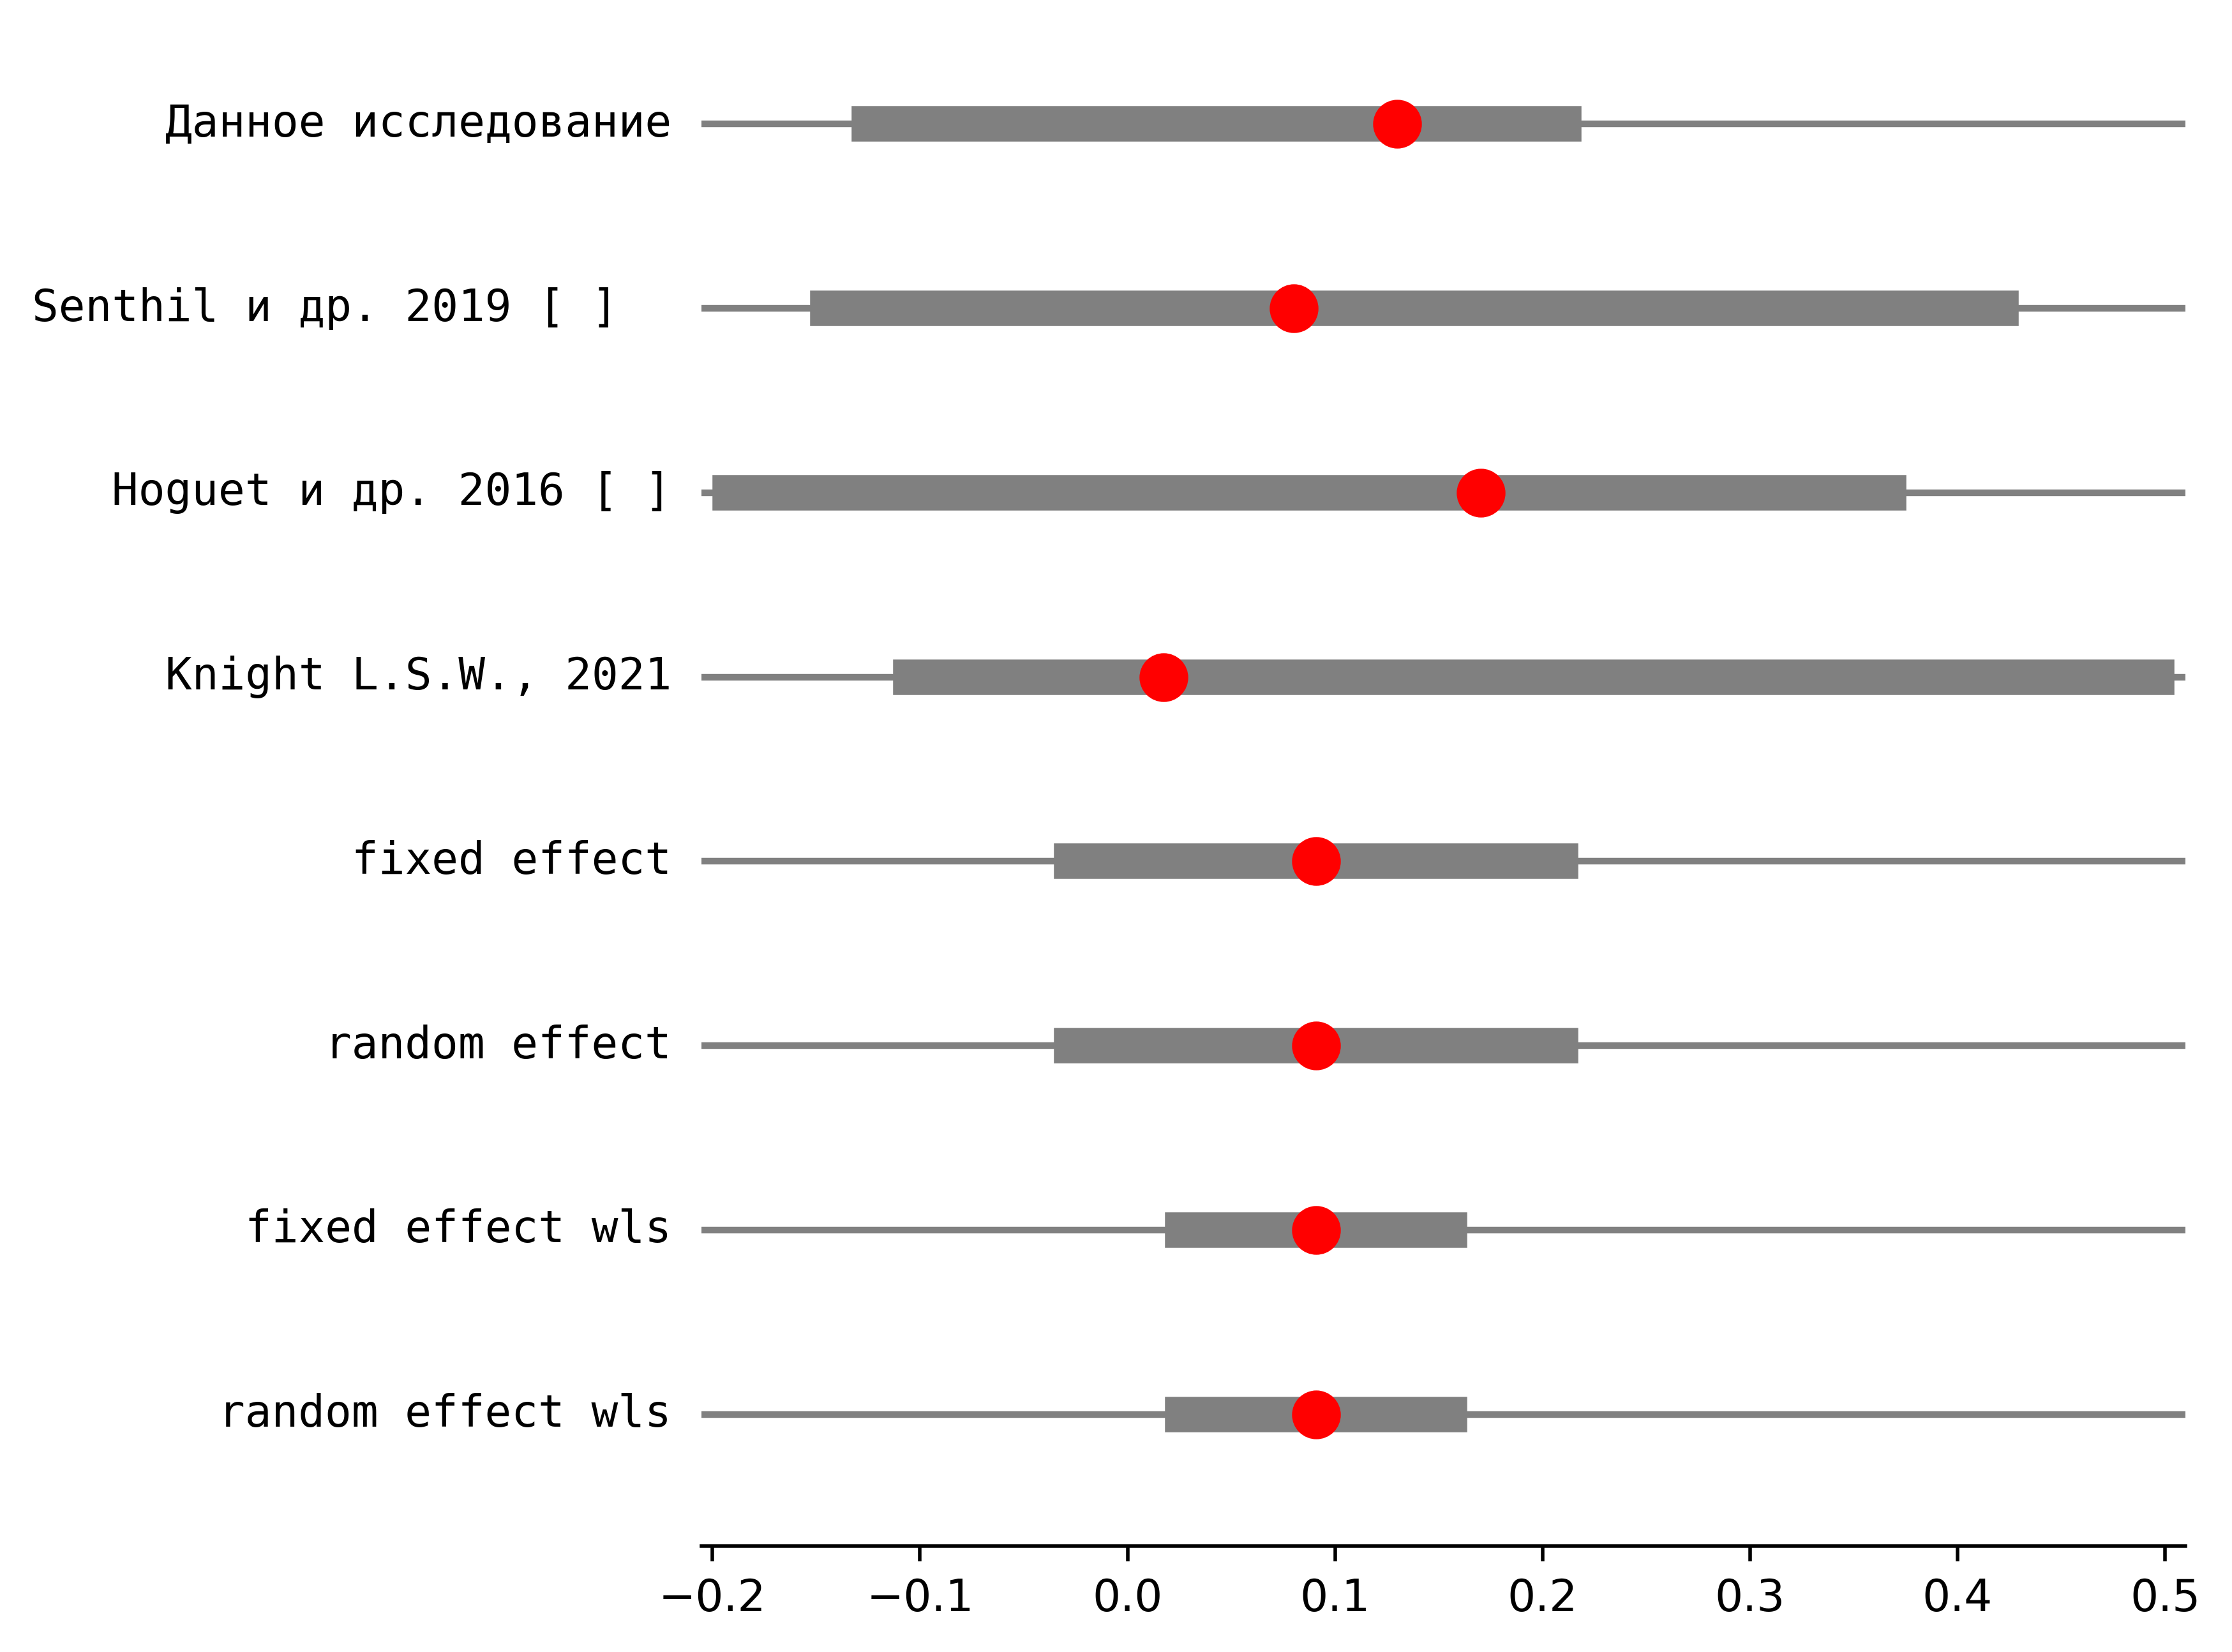 Данное исследование
Senthil и др. 2019 [ ]
Hoguet и др. 2016 [ ]
Knight L.S.W., 2021
fixed effect
random effect
fixed effect wls
random effect wls
−0.2 −0.1 0.0 0.1 0.2 0.3 0.4 0.5